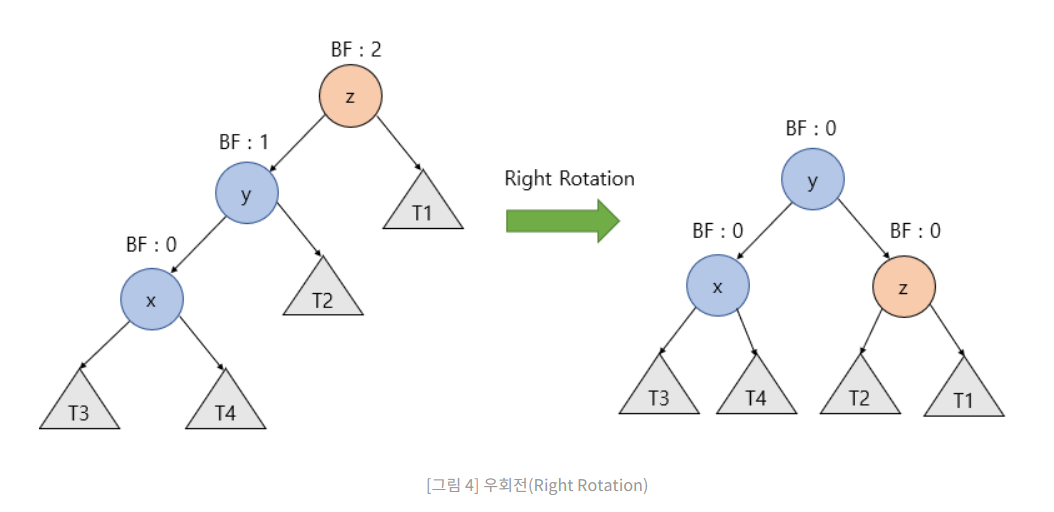 BF : 2
z
BF : 1
y
T1
BF : 0
x
T2
T3
T4
Right Rotation
BF : 0
y
BF : 0
BF : 0
x
z
T3
T4
T2
T1
[그림 4] 우회전(Right Rotation)